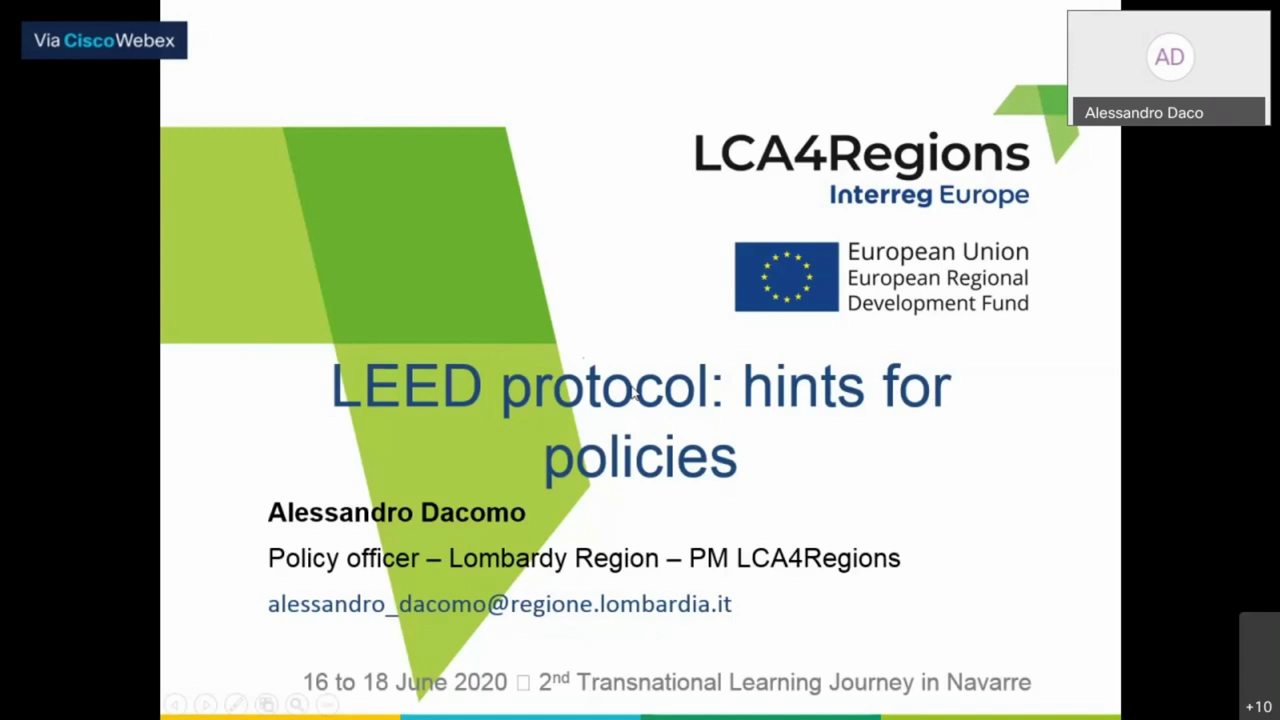 Via CiscoWebex
AD
Alessandro Daco
LCA4Regions
Interreg Europe
European Union
European Regional
Development Fund
LEED protocol: hints for
policies
Alessandro Dacomo
Policy officer – Lombardy Region – PM LCA4Regions
alessandro_dacomo@regione.lombardia.it
16 to 18 June 2020 □ 2nd Transnational Learning Journey in Navarre
+10